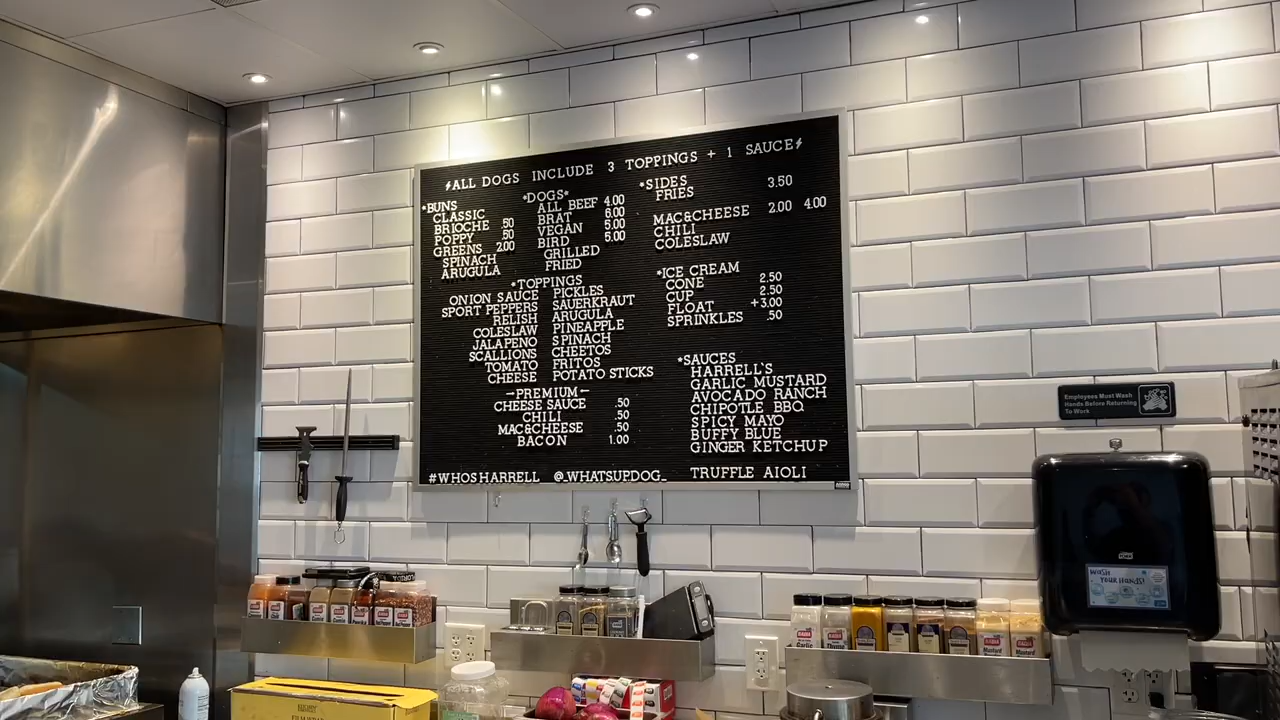 ⚡ALL DOGS INCLUDE 3 TOPPINGS + 1 SAUCE⚡
*BUNS
CLASSIC
BRIOCHE .50
POPPY .50
GREENS 2.00
SPINACH
ARUGULA
*DOGS*
ALL BEEF 4.00
BRAT 6.00
VEGAN 5.00
BIRD 5.00
GRILLED
FRIED
*SIDES 3.50
FRIES
MAC&CHEESE 2.00 4.00
CHILI
COLESLAW
*TOPPINGS
ONION SAUCE PICKLES
SPORT PEPPERS SAUERKRAUT
RELISH ARUGULA
COLESLAW PINEAPPLE
JALAPENO SPINACH
SCALLIONS CHEETOS
TOMATO FRITOS
CHEESE POTATO STICKS
-PREMIUM-
CHEESE SAUCE .50
CHILI .50
MAC&CHEESE .50
BACON 1.00
*ICE CREAM
CONE 2.50
CUP 2.50
FLOAT +3.00
SPRINKLES .50
*SAUCES
HARRELL'S
GARLIC MUSTARD
AVOCADO RANCH
CHIPOTLE BBQ
SPICY MAYO
BUFFY BLUE
GINGER KETCHUP
TRUFFLE AIOLI
#WHOSHARRELL @_WHATSUPDOG_
Employees Must Wash
Hands Before Returning
To Work
WASH
YOUR HANDS!
FILM WRAP
Mustard
Mustard